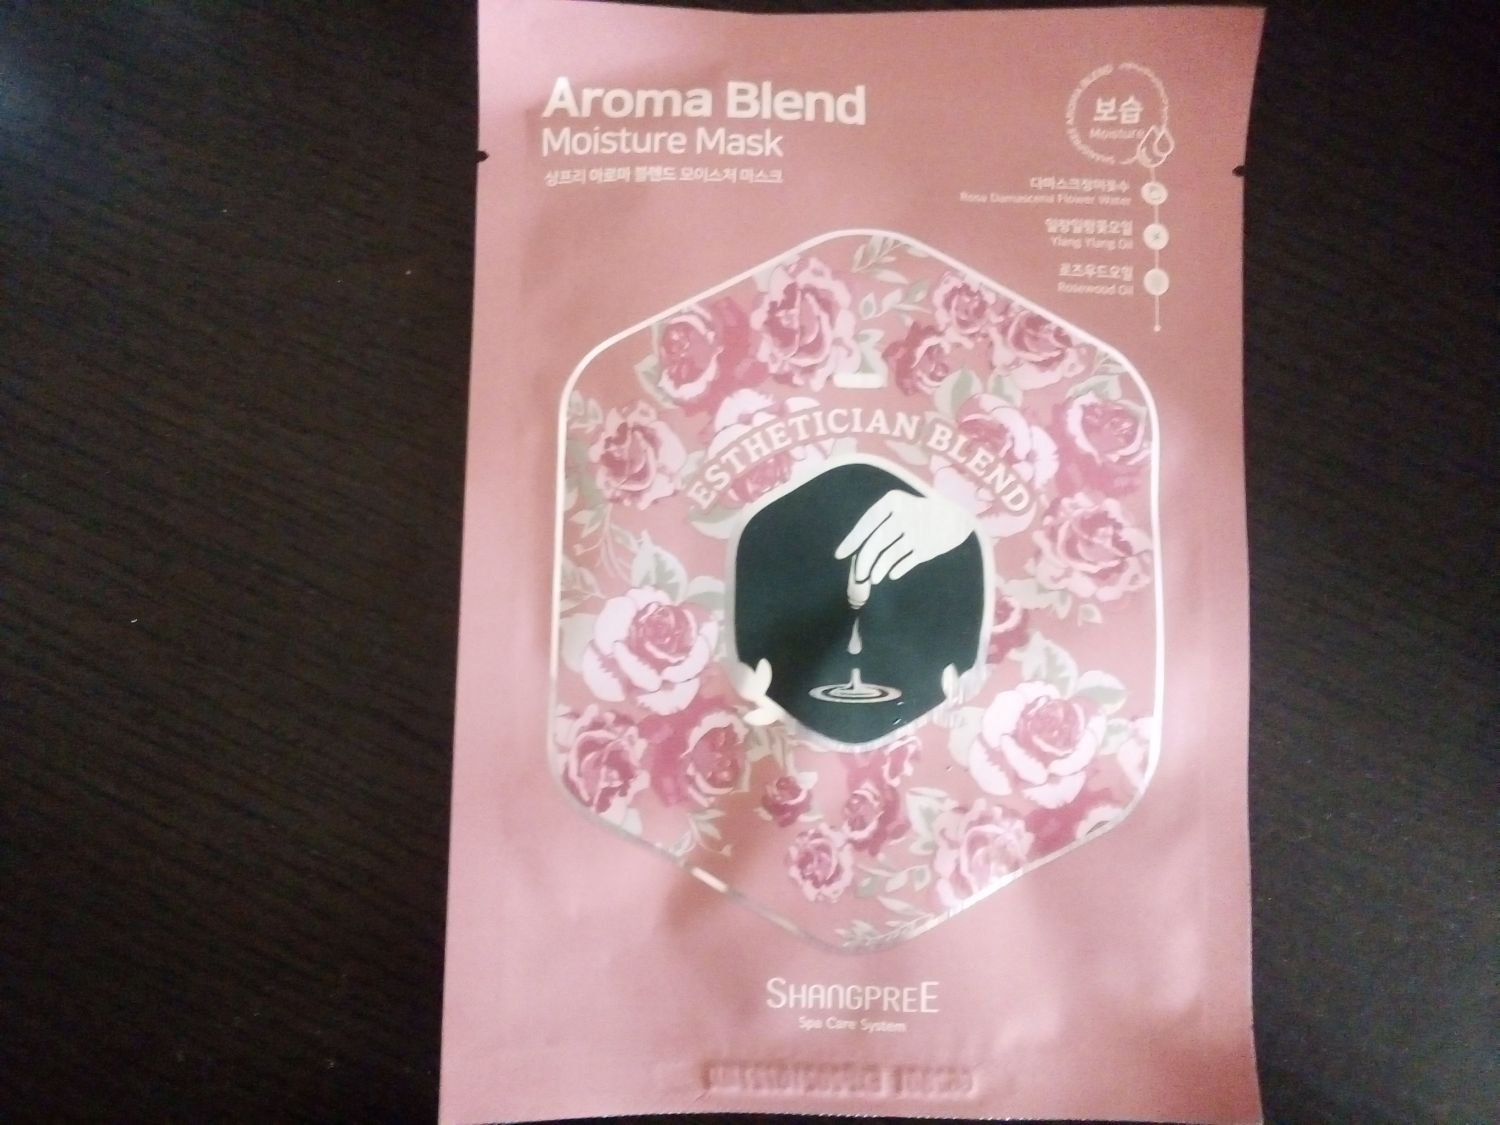 Aroma Blend
Moisture Mask
샹프리 아로마 블렌드 모이스처 마스크
보습
Moisture
다마스크장미꽃수
Rosa Damascena Flower Water
일랑일랑꽃오일
Ylang Ylang Oil
로즈우드오일
Rosewood Oil
ESTHETICIAN BLEND
SHANGPREE
Spa Care System